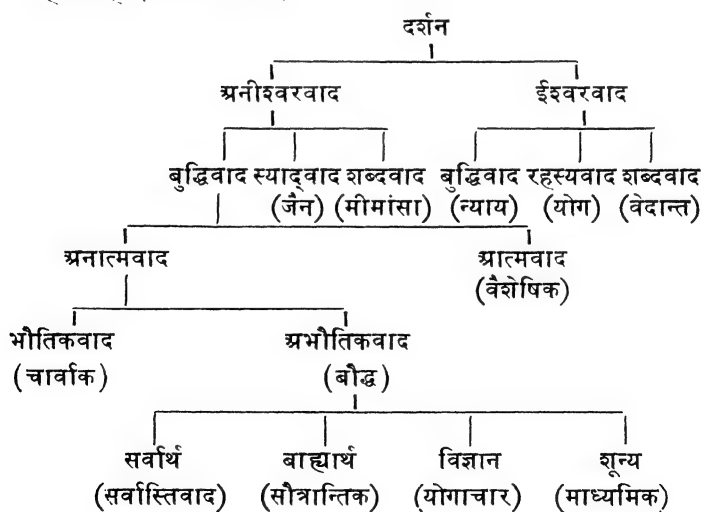 दर्शन
अनीश्वरवाद ईश्वरवाद
बुद्धिवाद स्याद्‌वाद शब्दवाद बुद्धिवाद रहस्यवाद शब्दवाद
(जैन) (मीमांसा) (न्याय) (योग) (वेदान्त)
अनात्मवाद आत्मवाद
(वैशेषिक)
भौतिकवाद अभौतिकवाद
(चार्वाक) (बौद्ध)
सर्वार्थ बाह्यार्थ विज्ञान शून्य
(सर्वास्तिवाद) (सौत्रान्तिक) (योगाचार) (माध्यमिक)